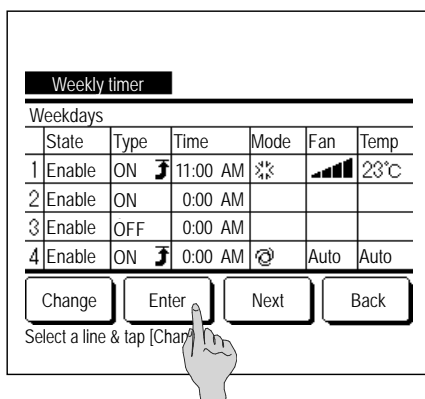 Weekly timer
Weekdays
State Type Time Mode Fan Temp
1 Enable ON 11:00 AM 23°C
2 Enable ON 0:00 AM
3 Enable OFF 0:00 AM
4 Enable ON 0:00 AM Auto Auto
Change Enter Next Back
Select a line & tap [Chan